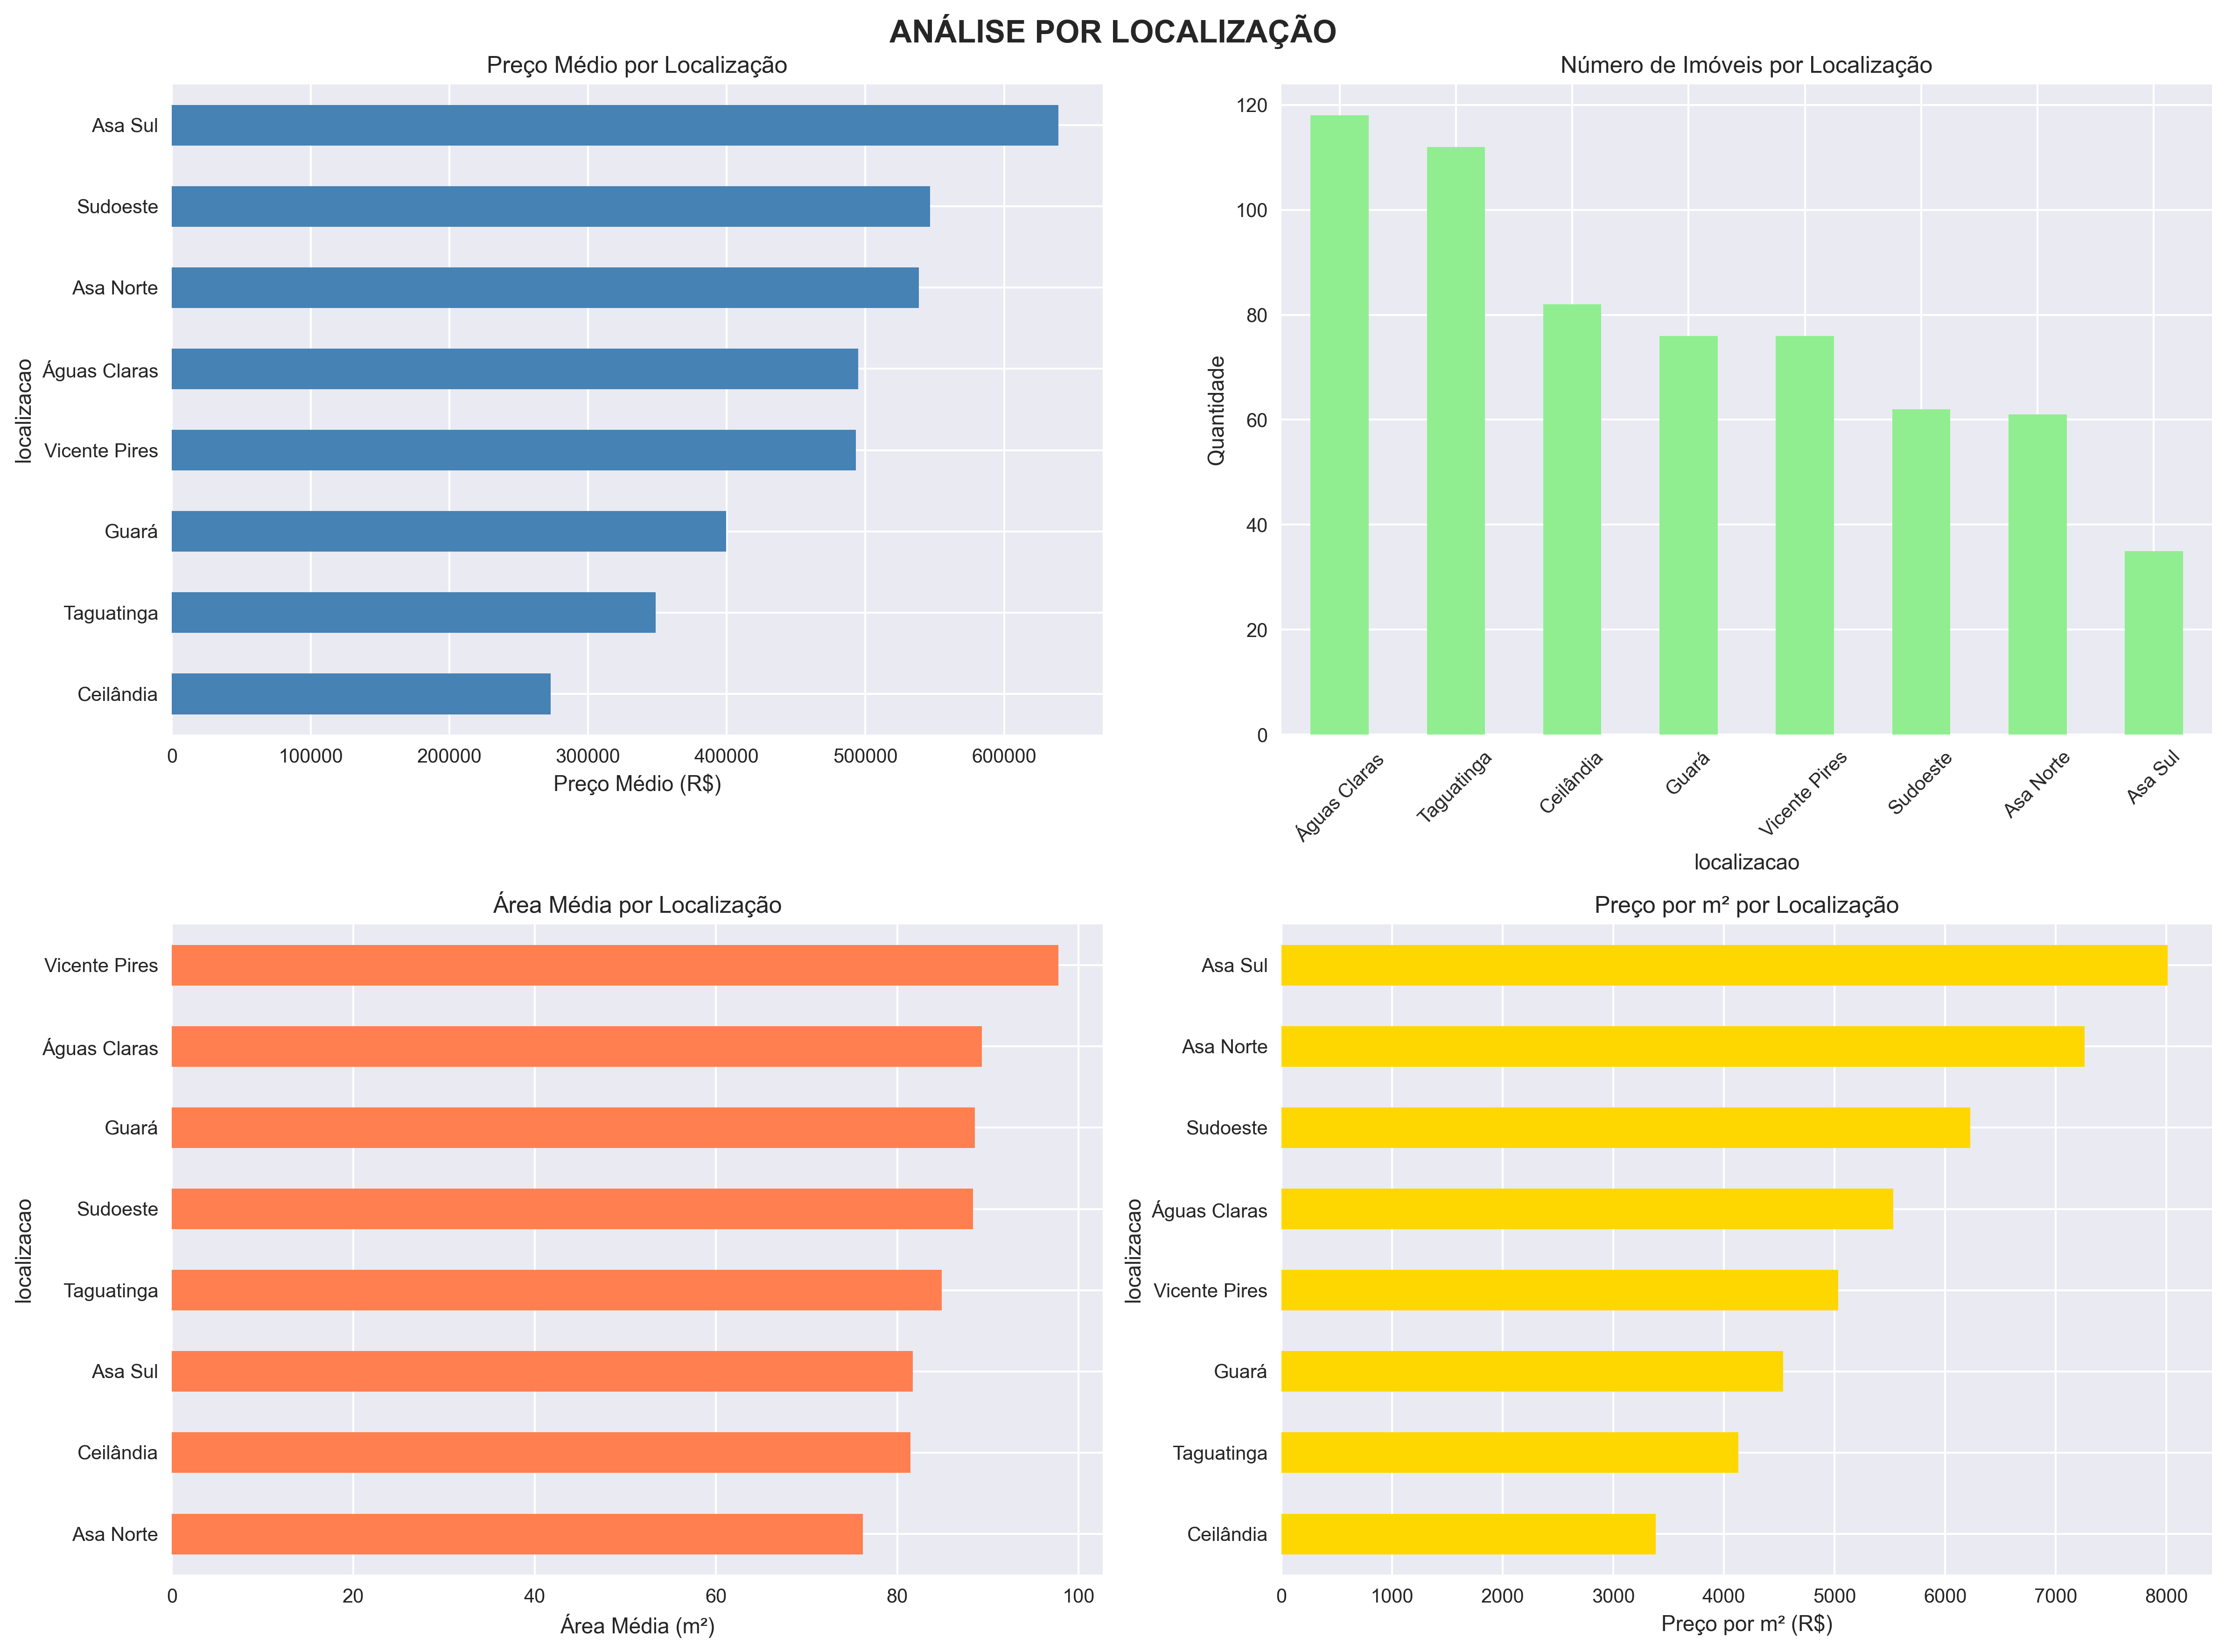 ANÁLISE POR LOCALIZAÇÃO
Preço Médio por Localização
localizacao
Asa Sul
Sudoeste
Asa Norte
Águas Claras
Vicente Pires
Guará
Taguatinga
Ceilândia
0 100000 200000 300000 400000 500000 600000
Preço Médio (R$)
Número de Imóveis por Localização
Quantidade
120
100
80
60
40
20
0
Águas Claras Taguatinga Ceilândia Guará Vicente Pires Sudoeste Asa Norte Asa Sul
localizacao
Área Média por Localização
localizacao
Vicente Pires
Águas Claras
Guará
Sudoeste
Taguatinga
Asa Sul
Ceilândia
Asa Norte
0 20 40 60 80 100
Área Média (m²)
Preço por m² por Localização
localizacao
Asa Sul
Asa Norte
Sudoeste
Águas Claras
Vicente Pires
Guará
Taguatinga
Ceilândia
0 1000 2000 3000 4000 5000 6000 7000 8000
Preço por m² (R$)